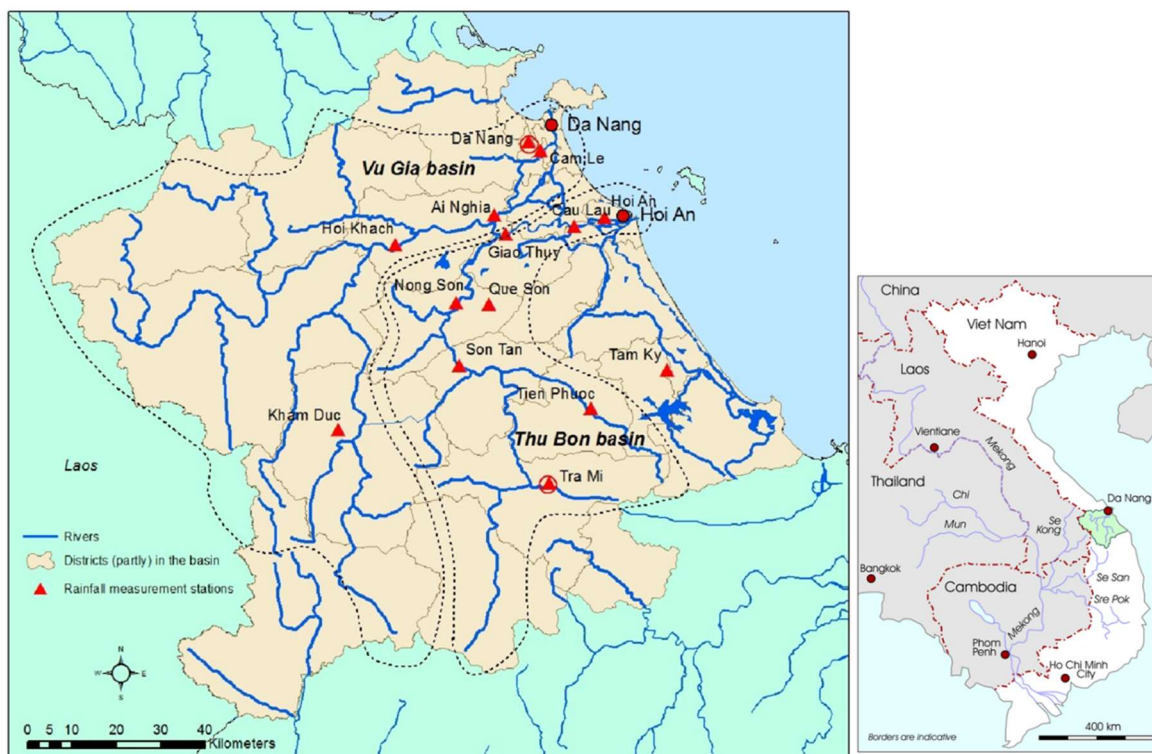 Da Nang
Da Nang
Cam Le
Vu Gia basin
Ai Nghia
Cau Lau
Hoi An
Hoi An
Hoi Khach
Giao Thuy
Nong Son
Que Son
Son Tan
Tam Ky
Tien Phuoc
Kham Duc
Thu Bon basin
Laos
Tra Mi
Rivers
Districts (partly) in the basin
Rainfall measurement stations
N
W
E
S
0 5 10 20 30 40
Kilometers
China
Viet Nam
Hanoi
Laos
Vientiane
Mekong
Thailand
Da Nang
Chi
Mun
Se
Kong
Bangkok
Cambodia
Se San
Sre Pok
Mekong
Phom
Penh
Ho Chi Minh
City
400 km
Borders are indicative